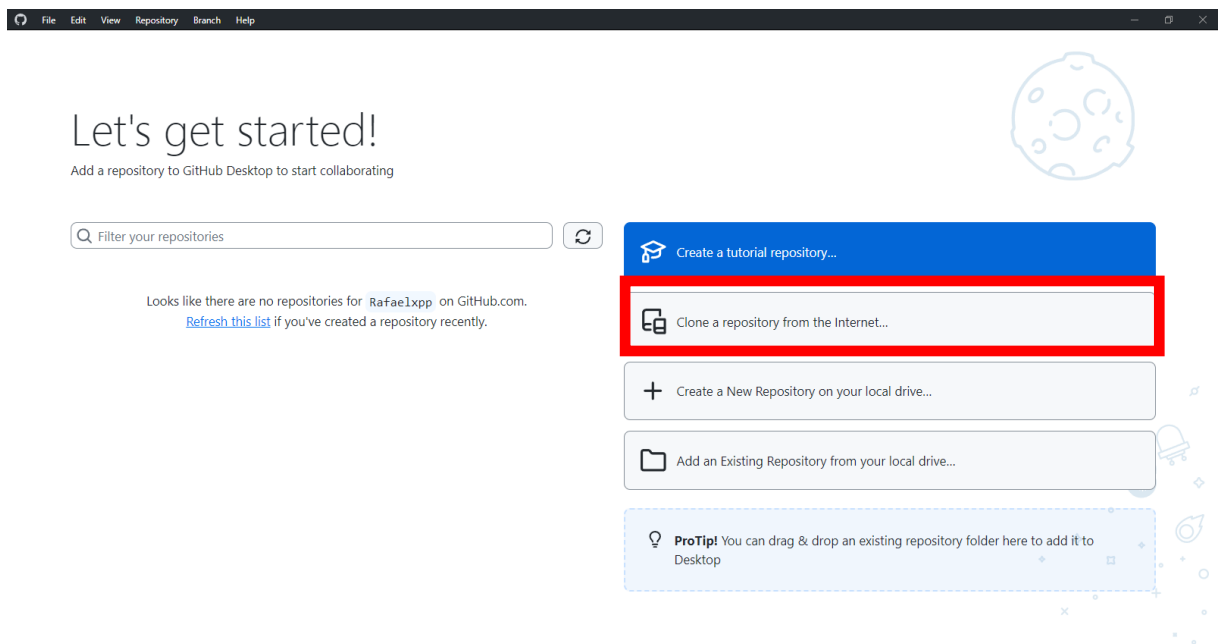 File Edit View Repository Branch Help
Let's get started!
Add a repository to GitHub Desktop to start collaborating
Filter your repositories
Looks like there are no repositories for Rafaelxpp on GitHub.com.
Refresh this list if you've created a repository recently.
Create a tutorial repository...
Clone a repository from the Internet...
Create a New Repository on your local drive...
Add an Existing Repository from your local drive...
ProTip! You can drag & drop an existing repository folder here to add it to
Desktop